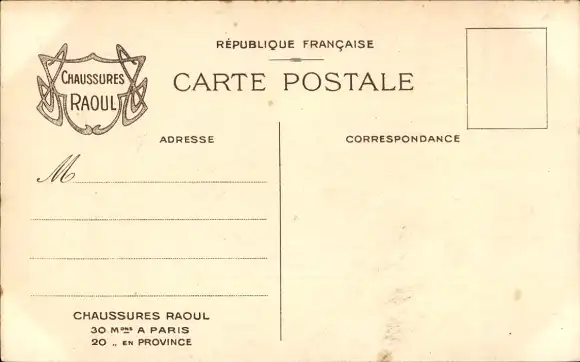 RÉPUBLIQUE FRANÇAISE
CHAUSSURES
RAOUL
CARTE POSTALE
ADRESSE
CORRESPONDANCE
M
CHAUSSURES RAOUL
30 Mons A PARIS
20 „ EN PROVINCE